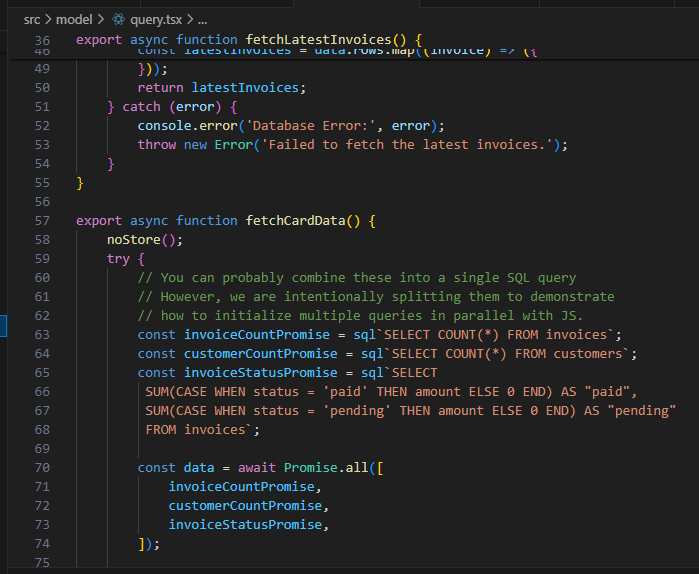 src > model > query.tsx > ...
36 export async function fetchLatestInvoices() {
46 const latestInvoices = data.rows.map((invoice) => ({
49 }));
50 return latestInvoices;
51 } catch (error) {
52 console.error('Database Error:', error);
53 throw new Error('Failed to fetch the latest invoices.');
54 }
55 }
56
57 export async function fetchCardData() {
58 noStore();
59 try {
60 // You can probably combine these into a single SQL query
61 // However, we are intentionally splitting them to demonstrate
62 // how to initialize multiple queries in parallel with JS.
63 const invoiceCountPromise = sql`SELECT COUNT(*) FROM invoices`;
64 const customerCountPromise = sql`SELECT COUNT(*) FROM customers`;
65 const invoiceStatusPromise = sql`SELECT
66 SUM(CASE WHEN status = 'paid' THEN amount ELSE 0 END) AS "paid",
67 SUM(CASE WHEN status = 'pending' THEN amount ELSE 0 END) AS "pending"
68 FROM invoices`;
69
70 const data = await Promise.all([
71 invoiceCountPromise,
72 customerCountPromise,
73 invoiceStatusPromise,
74 ]);
75